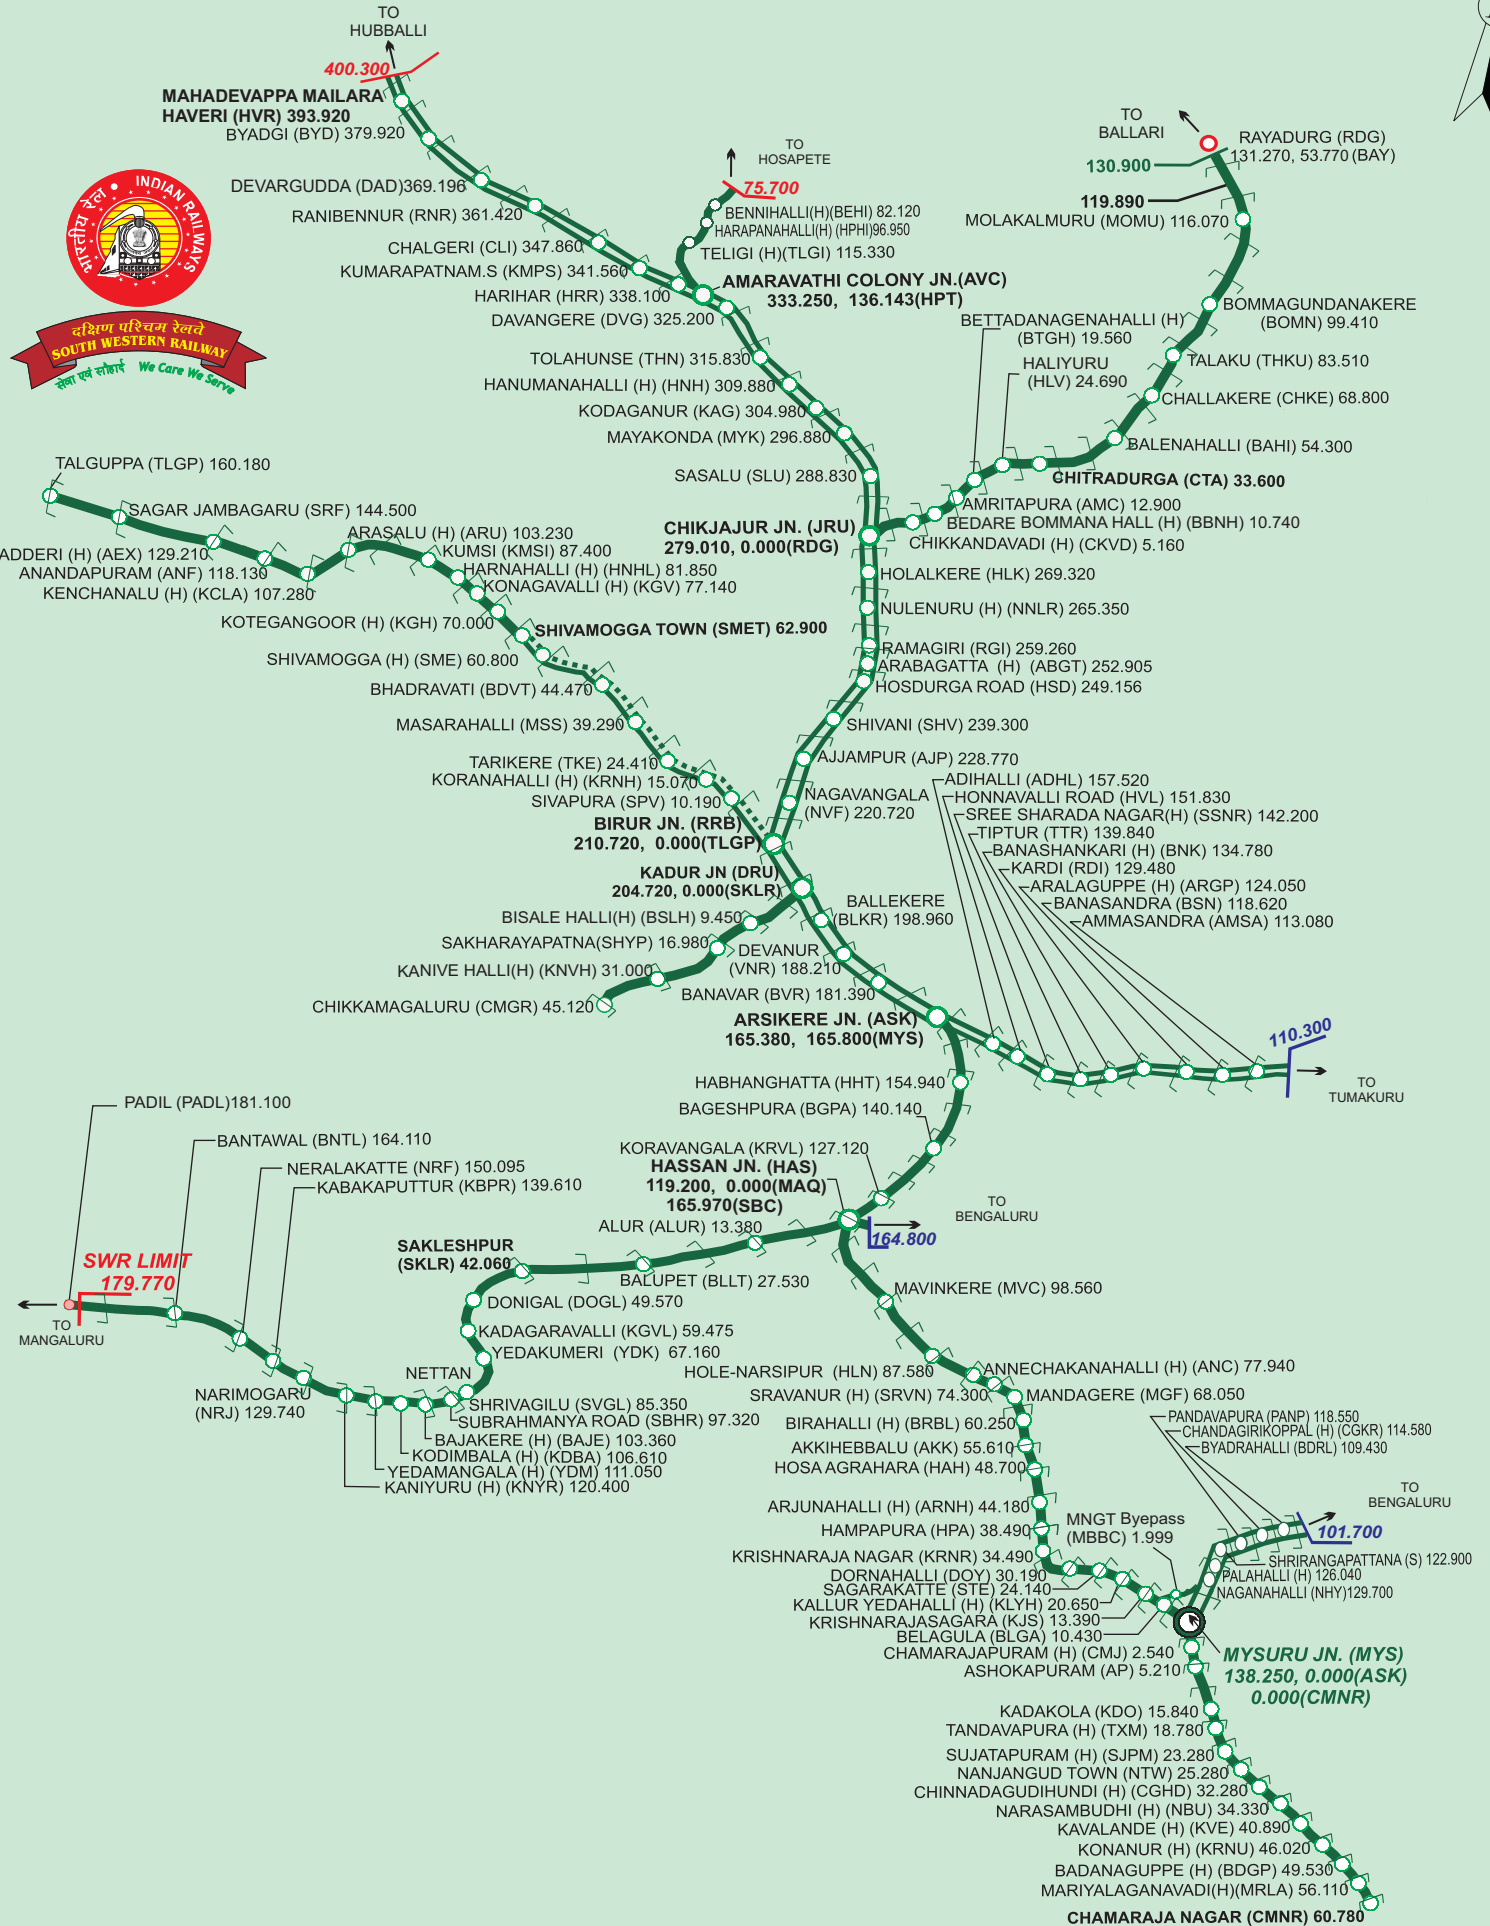 TO
HUBBALLI
400.300
MAHADEVAPPA MAILARA
HAVERI (HVR) 393.920
BYADGI (BYD) 379.920
DEVARGUDDA (DAD)369.196
RANIBENNUR (RNR) 361.420
CHALGERI (CLI) 347.860
KUMARAPATNAM.S (KMPS) 341.560
HARIHAR (HRR) 338.100
DAVANGERE (DVG) 325.200
TOLAHUNSE (THN) 315.830
HANUMANAHALLI (H) (HNH) 309.880
KODAGANUR (KAG) 304.980
MAYAKONDA (MYK) 296.880
SASALU (SLU) 288.830
CHIKJAJUR JN. (JRU)
279.010, 0.000(RDG)
TO
HOSAPETE
75.700
BENNIHALLI(H)(BEHI) 82.120
HARAPANAHALLI(H) (HPHI)96.950
TELIGI (H)(TLGI) 115.330
AMARAVATHI COLONY JN.(AVC)
333.250, 136.143(HPT)
TO
BALLARI
RAYADURG (RDG)
131.270, 53.770 (BAY)
130.900
119.890
MOLAKALMURU (MOMU) 116.070
BOMMAGUNDANAKERE
(BOMN) 99.410
TALAKU (THKU) 83.510
CHALLAKERE (CHKE) 68.800
BALENAHALLI (BAHI) 54.300
BETTADANAGENAHALLI (H)
(BTGH) 19.560
HALIYURU
(HLV) 24.690
CHITRADURGA (CTA) 33.600
AMRITAPURA (AMC) 12.900
BEDARE BOMMANA HALL (H) (BBNH) 10.740
CHIKKANDAVADI (H) (CKVD) 5.160
भारतीय रेल
INDIAN RAILWAYS
दक्षिण पश्चिम रेलवे
SOUTH WESTERN RAILWAY
सेवा एवं सौहार्द
We Care We Serve
TALGUPPA (TLGP) 160.180
SAGAR JAMBAGARU (SRF) 144.500
ADDERI (H) (AEX) 129.210
ANANDAPURAM (ANF) 118.130
KENCHANALU (H) (KCLA) 107.280
ARASALU (H) (ARU) 103.230
KUMSI (KMSI) 87.400
HARNAHALLI (H) (HNHL) 81.850
KONAGAVALLI (H) (KGV) 77.140
KOTEGANGOOR (H) (KGH) 70.000
SHIVAMOGGA TOWN (SMET) 62.900
SHIVAMOGGA (H) (SME) 60.800
BHADRAVATI (BDVT) 44.470
MASARAHALLI (MSS) 39.290
TARIKERE (TKE) 24.410
KORANAHALLI (H) (KRNH) 15.070
SIVAPURA (SPV) 10.190
BIRUR JN. (RRB)
210.720, 0.000(TLGP)
HOLALKERE (HLK) 269.320
NULENURU (H) (NNLR) 265.350
RAMAGIRI (RGI) 259.260
ARABAGATTA (H) (ABGT) 252.905
HOSDURGA ROAD (HSD) 249.156
SHIVANI (SHV) 239.300
AJJAMPUR (AJP) 228.770
NAGAVANGALA
(NVF) 220.720
KADUR JN (DRU)
204.720, 0.000(SKLR)
BISALE HALLI(H) (BSLH) 9.450
SAKHARAYAPATNA(SHYP) 16.980
KANIVE HALLI(H) (KNVH) 31.000
CHIKKAMAGALURU (CMGR) 45.120
BALLEKERE
(BLKR) 198.960
DEVANUR
(VNR) 188.210
BANAVAR (BVR) 181.390
ARSIKERE JN. (ASK)
165.380, 165.800(MYS)
ADIHALLI (ADHL) 157.520
HONNAVALLI ROAD (HVL) 151.830
SREE SHARADA NAGAR(H) (SSNR) 142.200
TIPTUR (TTR) 139.840
BANASHANKARI (H) (BNK) 134.780
KARDI (RDI) 129.480
ARALAGUPPE (H) (ARGP) 124.050
BANASANDRA (BSN) 118.620
AMMASANDRA (AMSA) 113.080
110.300
TO
TUMAKURU
HABHANGHATTA (HHT) 154.940
BAGESHPURA (BGPA) 140.140
KORAVANGALA (KRVL) 127.120
HASSAN JN. (HAS)
119.200, 0.000(MAQ)
165.970(SBC)
TO
BENGALURU
164.800
ALUR (ALUR) 13.380
BALUPET (BLLT) 27.530
SAKLESHPUR
(SKLR) 42.060
DONIGAL (DOGL) 49.570
KADAGARAVALLI (KGVL) 59.475
YEDAKUMERI (YDK) 67.160
NETTAN
SHRIVAGILU (SVGL) 85.350
SUBRAHMANYA ROAD (SBHR) 97.320
BAJAKERE (H) (BAJE) 103.360
KODIMBALA (H) (KDBA) 106.610
YEDAMANGALA (H) (YDM) 111.050
KANIYURU (H) (KNYR) 120.400
NARIMOGARU
(NRJ) 129.740
PADIL (PADL)181.100
BANTAWAL (BNTL) 164.110
NERALAKATTE (NRF) 150.095
KABAKAPUTTUR (KBPR) 139.610
SWR LIMIT
179.770
TO
MANGALURU
MAVINKERE (MVC) 98.560
HOLE-NARSIPUR (HLN) 87.580
ANNECHAKANAHALLI (H) (ANC) 77.940
SRAVANUR (H) (SRVN) 74.300
MANDAGERE (MGF) 68.050
BIRAHALLI (H) (BRBL) 60.250
AKKIHEBBALU (AKK) 55.610
HOSA AGRAHARA (HAH) 48.700
ARJUNAHALLI (H) (ARNH) 44.180
HAMPAPURA (HPA) 38.490
KRISHNARAJA NAGAR (KRNR) 34.490
DORNAHALLI (DOY) 30.190
SAGARAKATTE (STE) 24.140
KALLUR YEDAHALLI (H) (KLYH) 20.650
KRISHNARAJASAGARA (KJS) 13.390
BELAGULA (BLGA) 10.430
MNGT Byepass
(MBBC) 1.999
PANDAVAPURA (PANP) 118.550
CHANDAGIRIKOPPAL (H) (CGKR) 114.580
BYADRAHALLI (BDRL) 109.430
TO
BENGALURU
101.700
SHRIRANGAPATTANA (S) 122.900
PALAHALLI (H) 126.040
NAGANAHALLI (NHY)129.700
MYSURU JN. (MYS)
138.250, 0.000(ASK)
0.000(CMNR)
CHAMARAJAPURAM (H) (CMJ) 2.540
ASHOKAPURAM (AP) 5.210
KADAKOLA (KDO) 15.840
TANDAVAPURA (H) (TXM) 18.780
SUJATAPURAM (H) (SJPM) 23.280
NANJANGUD TOWN (NTW) 25.280
CHINNADAGUDIHUNDI (H) (CGHD) 32.280
NARASAMBUDHI (H) (NBU) 34.330
KAVALANDE (H) (KVE) 40.890
KONANUR (H) (KRNU) 46.020
BADANAGUPPE (H) (BDGP) 49.530
MARIYALAGANAVADI(H)(MRLA) 56.110
CHAMARAJA NAGAR (CMNR) 60.780